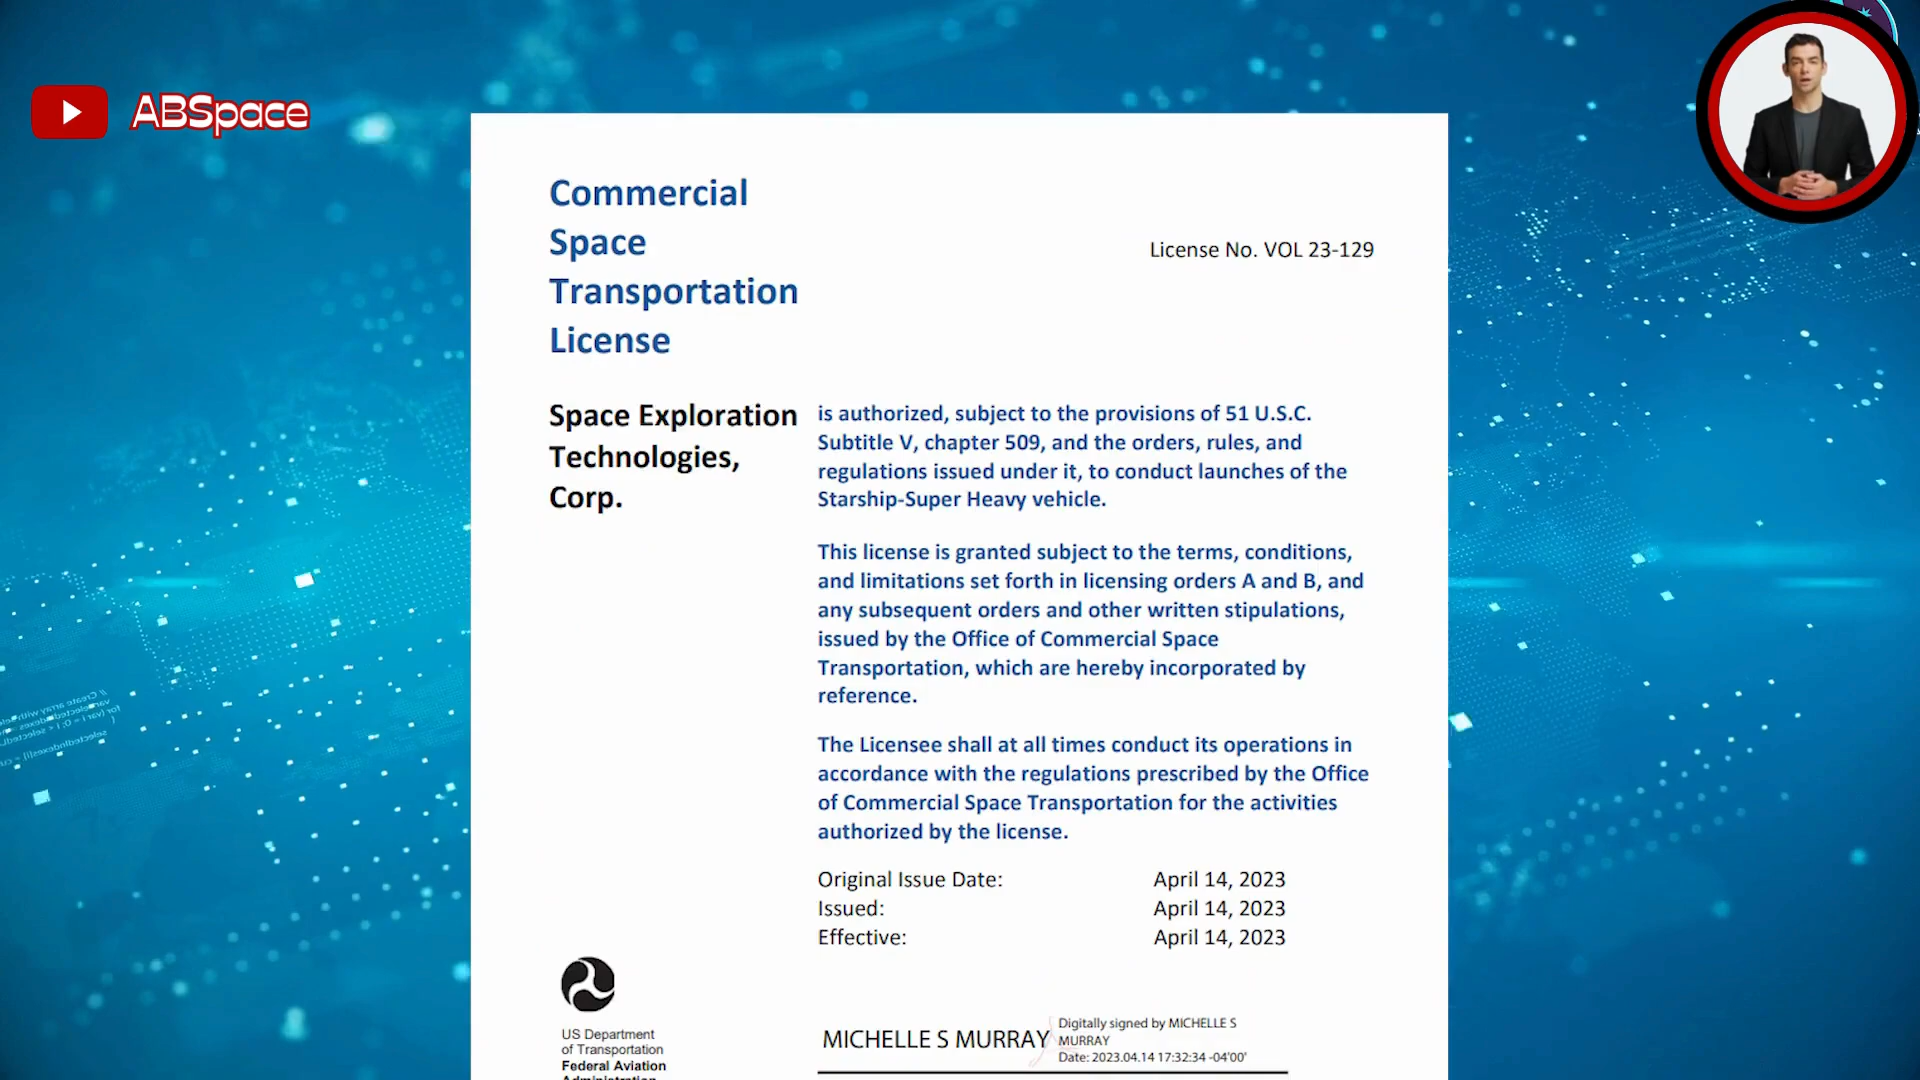 ABSpace
Commercial
Space
Transportation
License
License No. VOL 23-129
Space Exploration
Technologies,
Corp.
is authorized, subject to the provisions of 51 U.S.C.
Subtitle V, chapter 509, and the orders, rules, and
regulations issued under it, to conduct launches of the
Starship-Super Heavy vehicle.
This license is granted subject to the terms, conditions,
and limitations set forth in licensing orders A and B, and
any subsequent orders and other written stipulations,
issued by the Office of Commercial Space
Transportation, which are hereby incorporated by
reference.
The Licensee shall at all times conduct its operations in
accordance with the regulations prescribed by the Office
of Commercial Space Transportation for the activities
authorized by the license.
Original Issue Date: April 14, 2023
Issued: April 14, 2023
Effective: April 14, 2023
US Department
of Transportation
Federal Aviation
Administration
MICHELLE S MURRAY
Digitally signed by MICHELLE S
MURRAY
Date: 2023.04.14 17:32:34 -04'00'